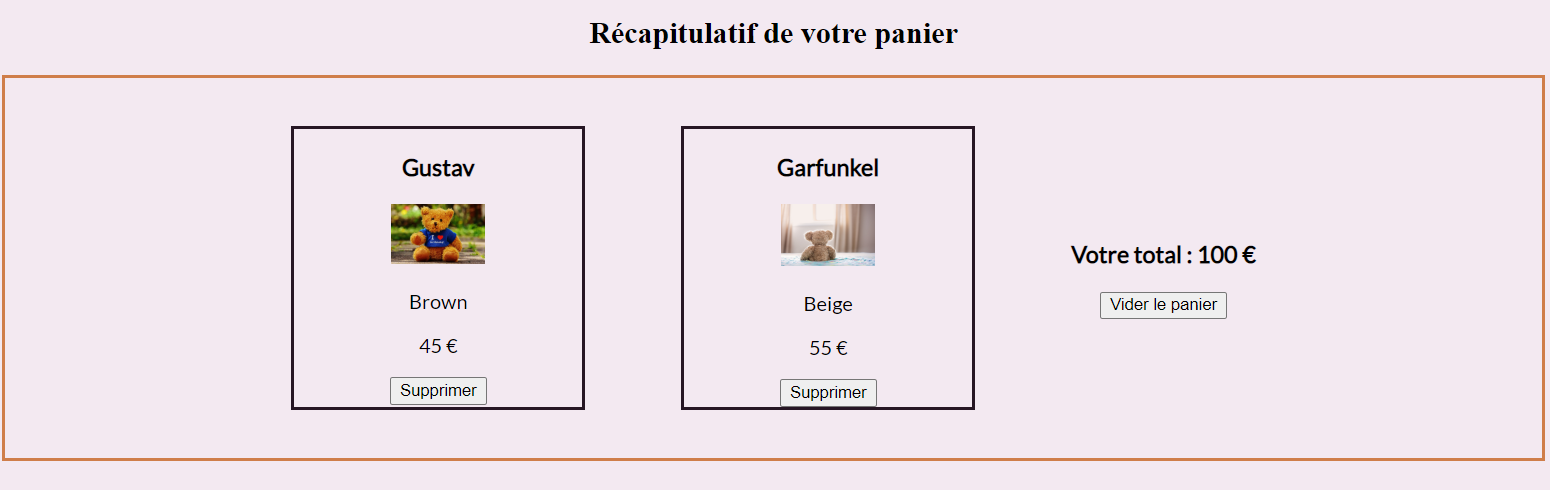 Récapitulatif de votre panier
Gustav
I ❤
Brown
45 €
Supprimer
Garfunkel
Beige
55 €
Supprimer
Votre total : 100 €
Vider le panier